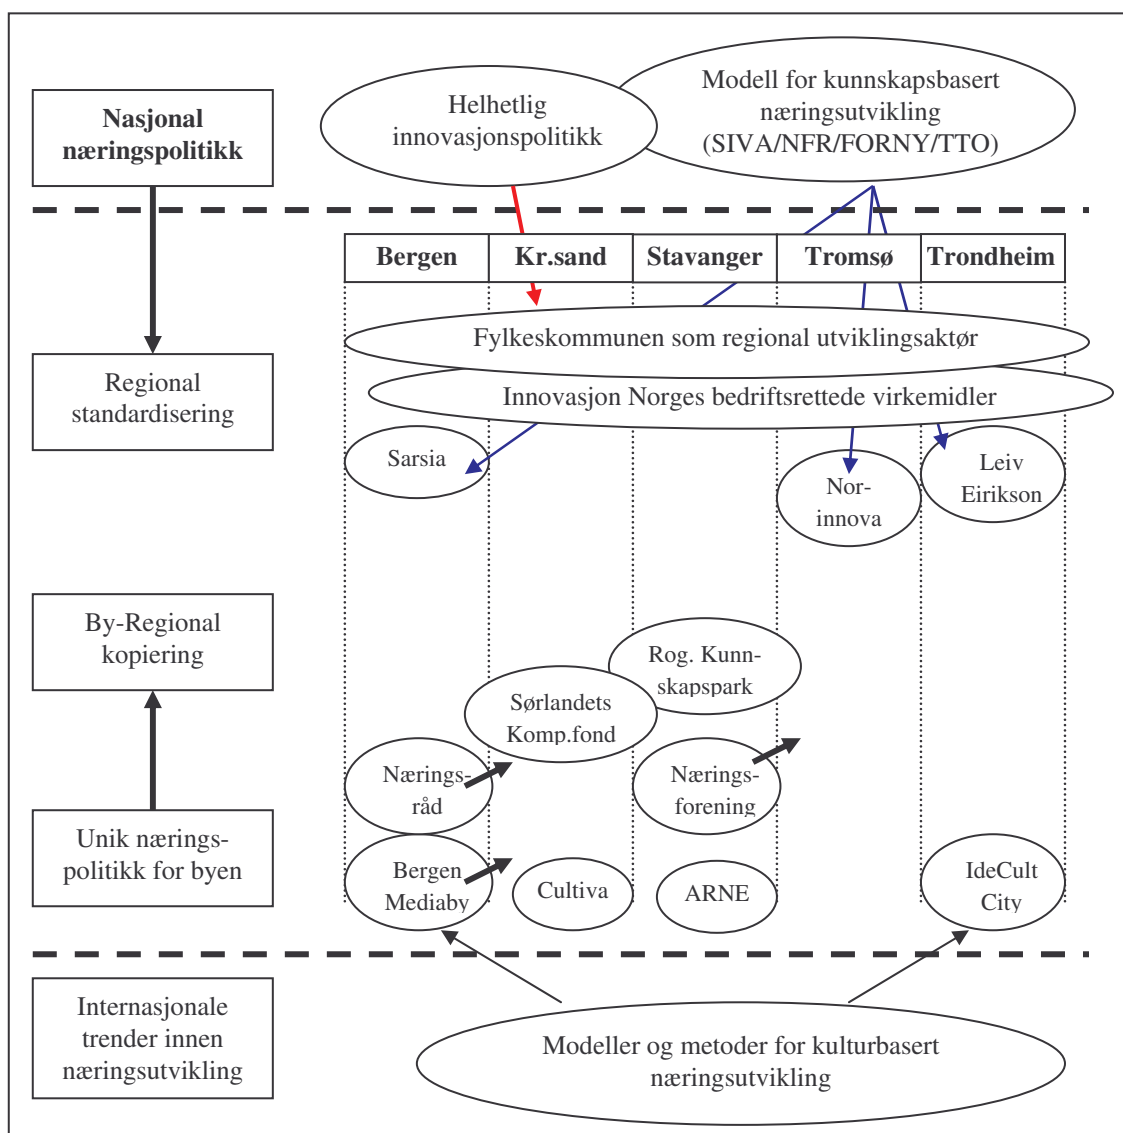 Nasjonal
næringspolitikk
Helhetlig
innovasjonspolitikk
Modell for kunnskapsbasert
næringsutvikling
(SIVA/NFR/FORNY/TTO)
Bergen
Kr.sand
Stavanger
Tromsø
Trondheim
Fylkeskommunen som regional utviklingsaktør
Regional
standardisering
Innovasjon Norges bedriftsrettede virkemidler
Sarsia
Nor-
innova
Leiv
Eirikson
By-Regional
kopiering
Rog. Kunn-
skapspark
Sørlandets
Komp.fond
Nærings-
råd
Nærings-
forening
Unik nærings-
politikk for byen
Bergen
Mediaby
Cultiva
ARNE
IdeCult
City
Internasjonale
trender innen
næringsutvikling
Modeller og metoder for kulturbasert
næringsutvikling